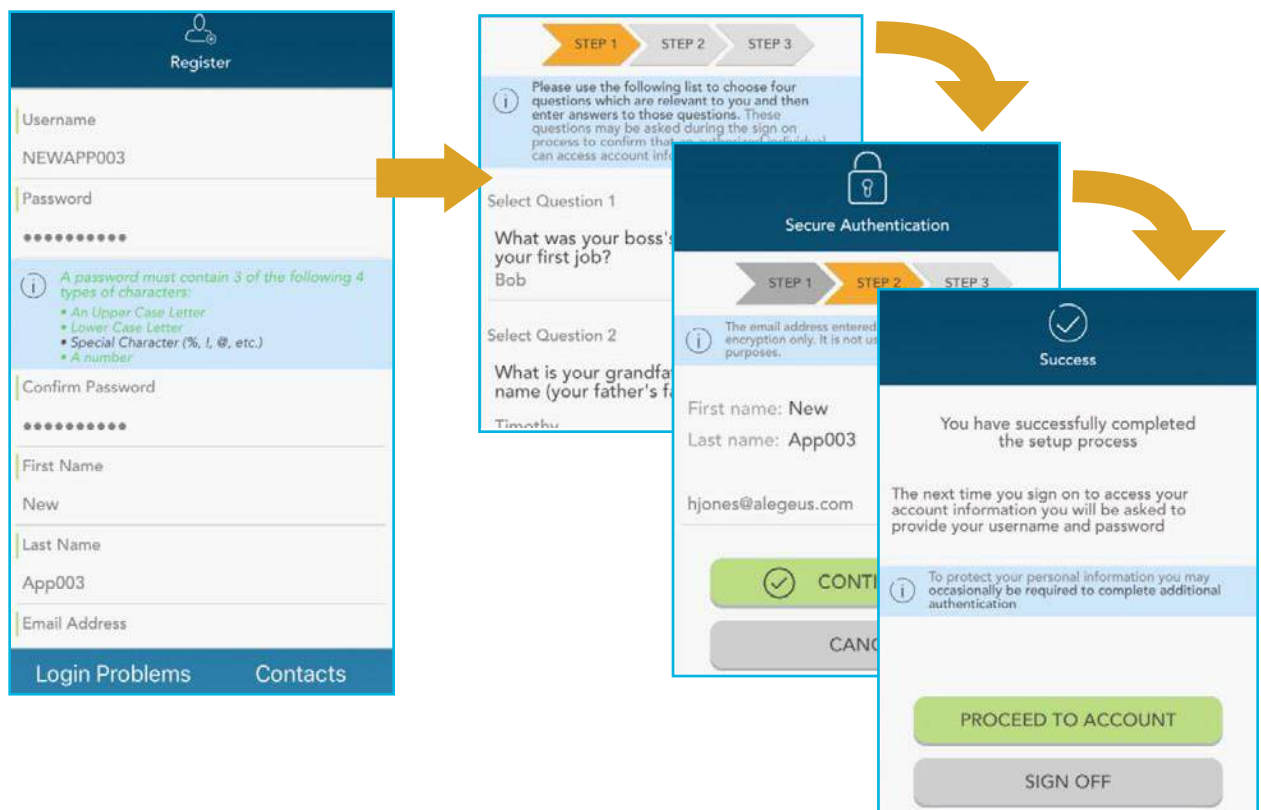 Register
Username
NEWAPP003
Password
A password must contain 3 of the following 4
types of characters:
• An Upper Case Letter
• Lower Case Letter
• Special Character (%, !, @, etc.)
• A number
Confirm Password
First Name
New
Last Name
App003
Email Address
Login Problems Contacts
STEP 1 STEP 2 STEP 3
Please use the following list to choose four
questions which are relevant to you and then
enter answers to those questions. These
questions may be asked during the sign on
process to confirm that an authorized individual
can access account
Select Question 1
What was your boss's
your first job?
Bob
Select Question 2
What is your
name (your father's
Timothy
Secure Authentication
STEP 1 STEP 2 STEP 3
The email address entered
encryption only. It is not
purposes.
First name: New
Last name: App003
hjones@alegeus.com
CONTI
CANC
Success
You have successfully completed
the setup process
The next time you sign on to access your
account information you will be asked to
provide your username and password
To protect your personal information you may
occasionally be required to complete additional
authentication
PROCEED TO ACCOUNT
SIGN OFF